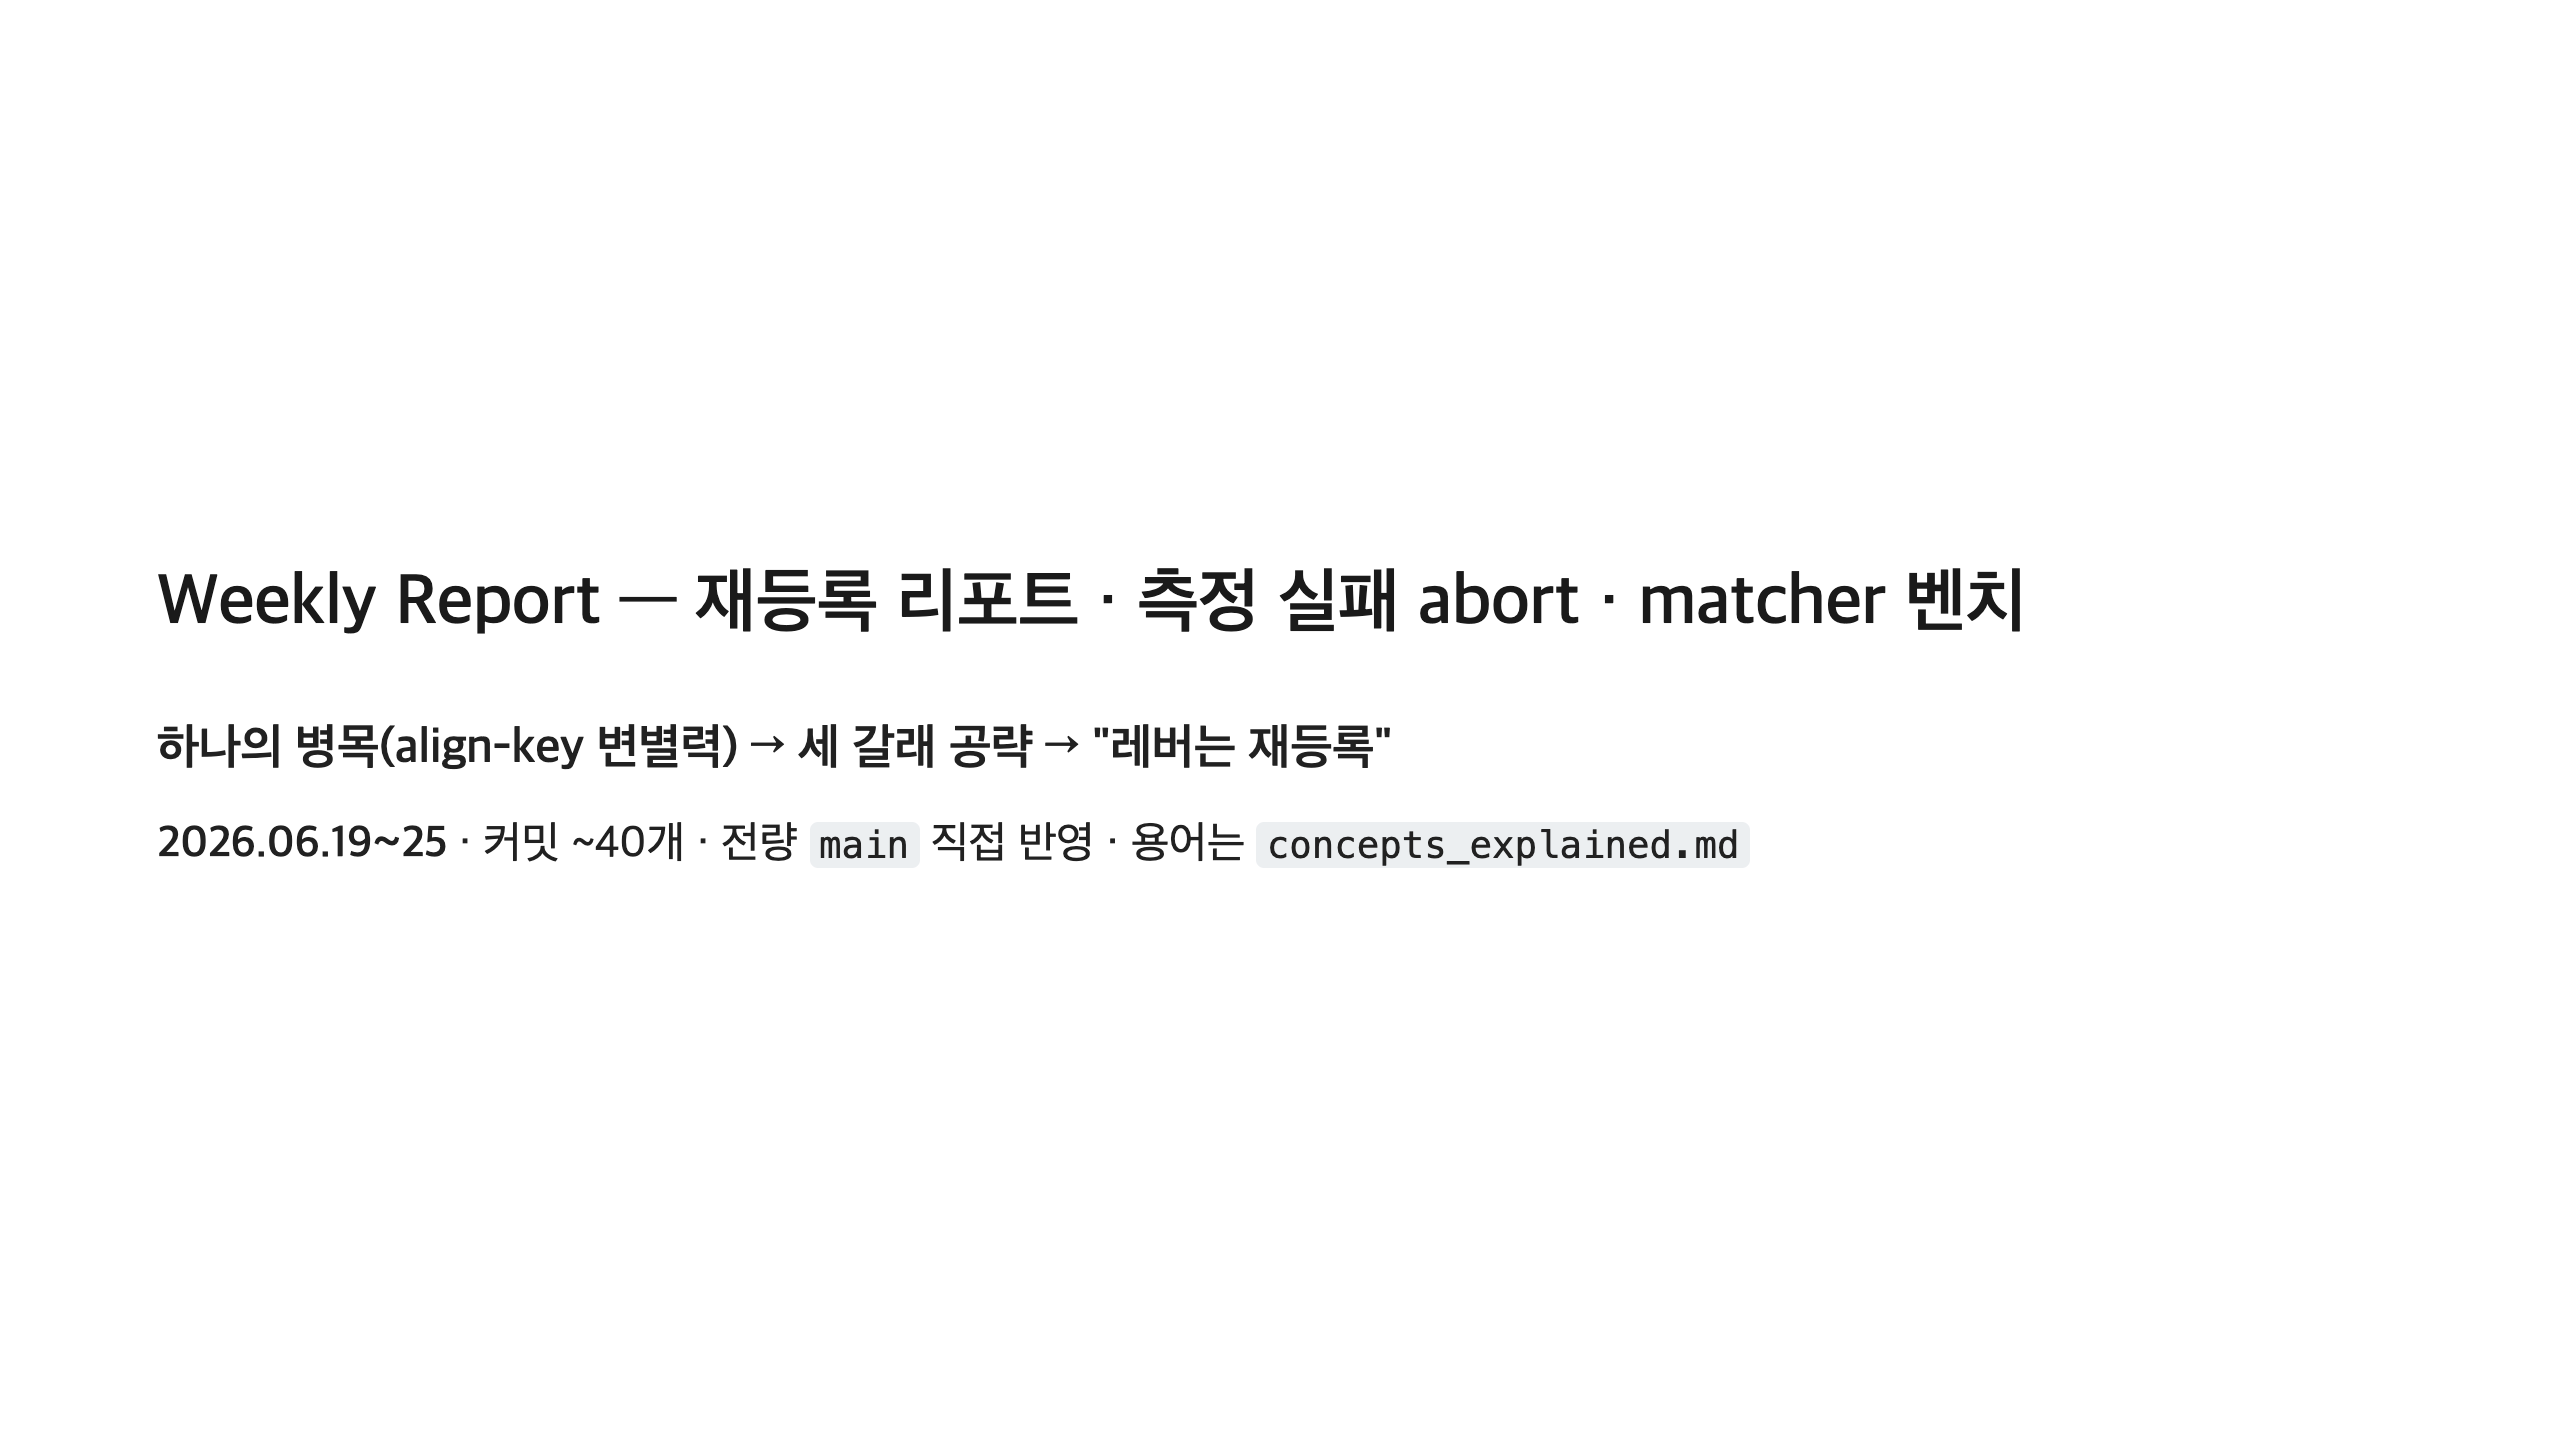 Weekly Report — 재등록 리포트 · 측정 실패 abort · matcher 벤치
하나의 병목(align-key 변별력) → 세 갈래 공략 → "레버는 재등록"
2026.06.19~25 · 커밋 ~40개 · 전량 main 직접 반영 · 용어는 concepts_explained.md